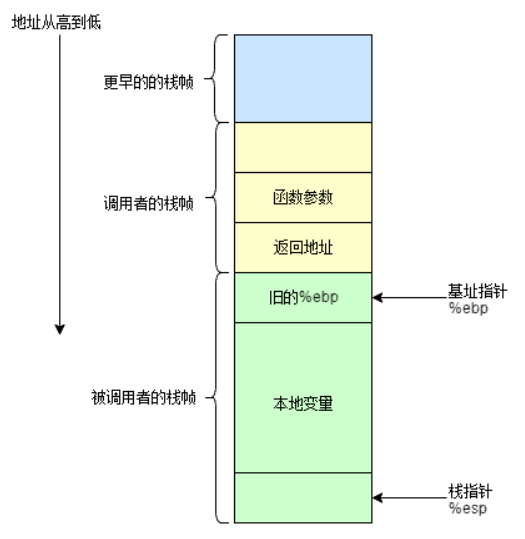 地址从高到低
更早的的栈帧
调用者的栈帧
函数参数
返回地址
旧的%ebp
基址指针
%ebp
被调用者的栈帧
本地变量
栈指针
%esp